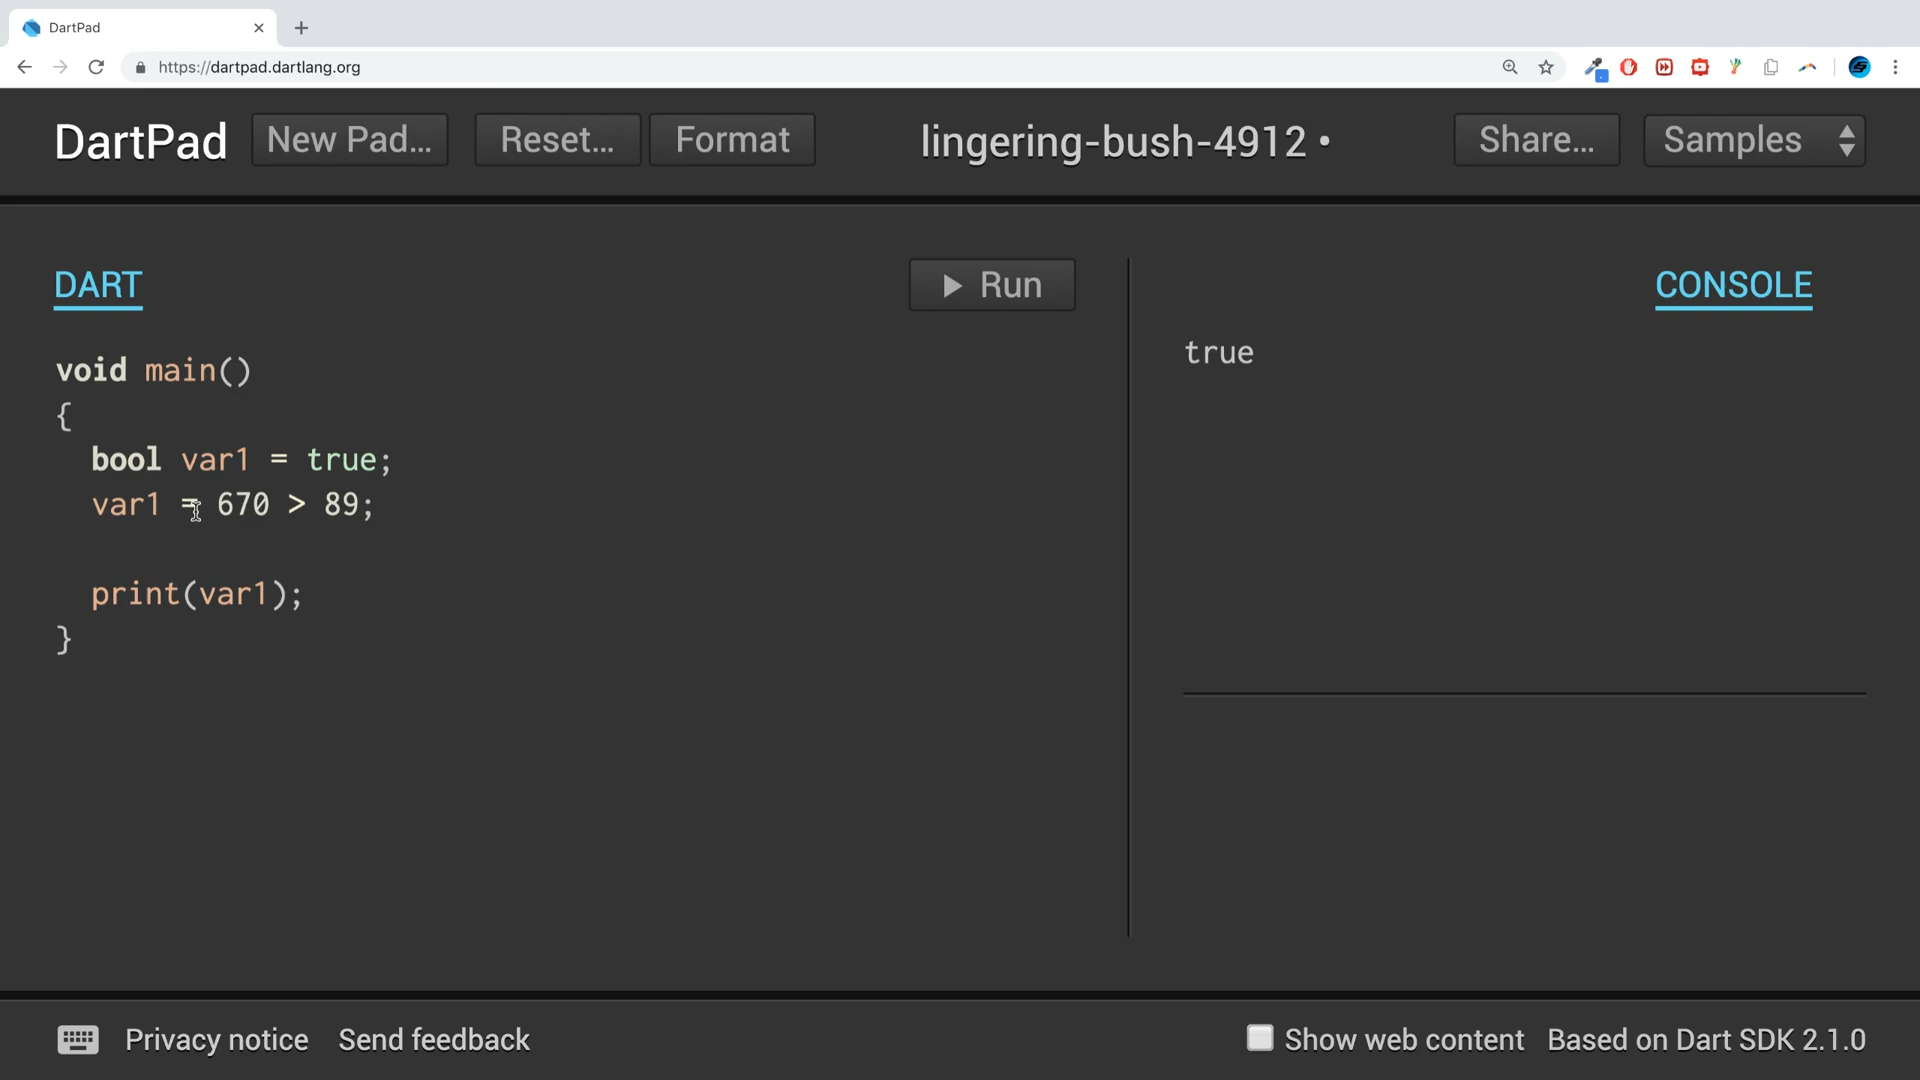 DartPad
https://dartpad.dartlang.org
DartPad New Pad... Reset... Format lingering-bush-4912 • Share... Samples
DART Run CONSOLE
void main()
{
bool var1 = true;
var1 = 670 > 89;
print(var1);
}
true
Privacy notice Send feedback Show web content Based on Dart SDK 2.1.0